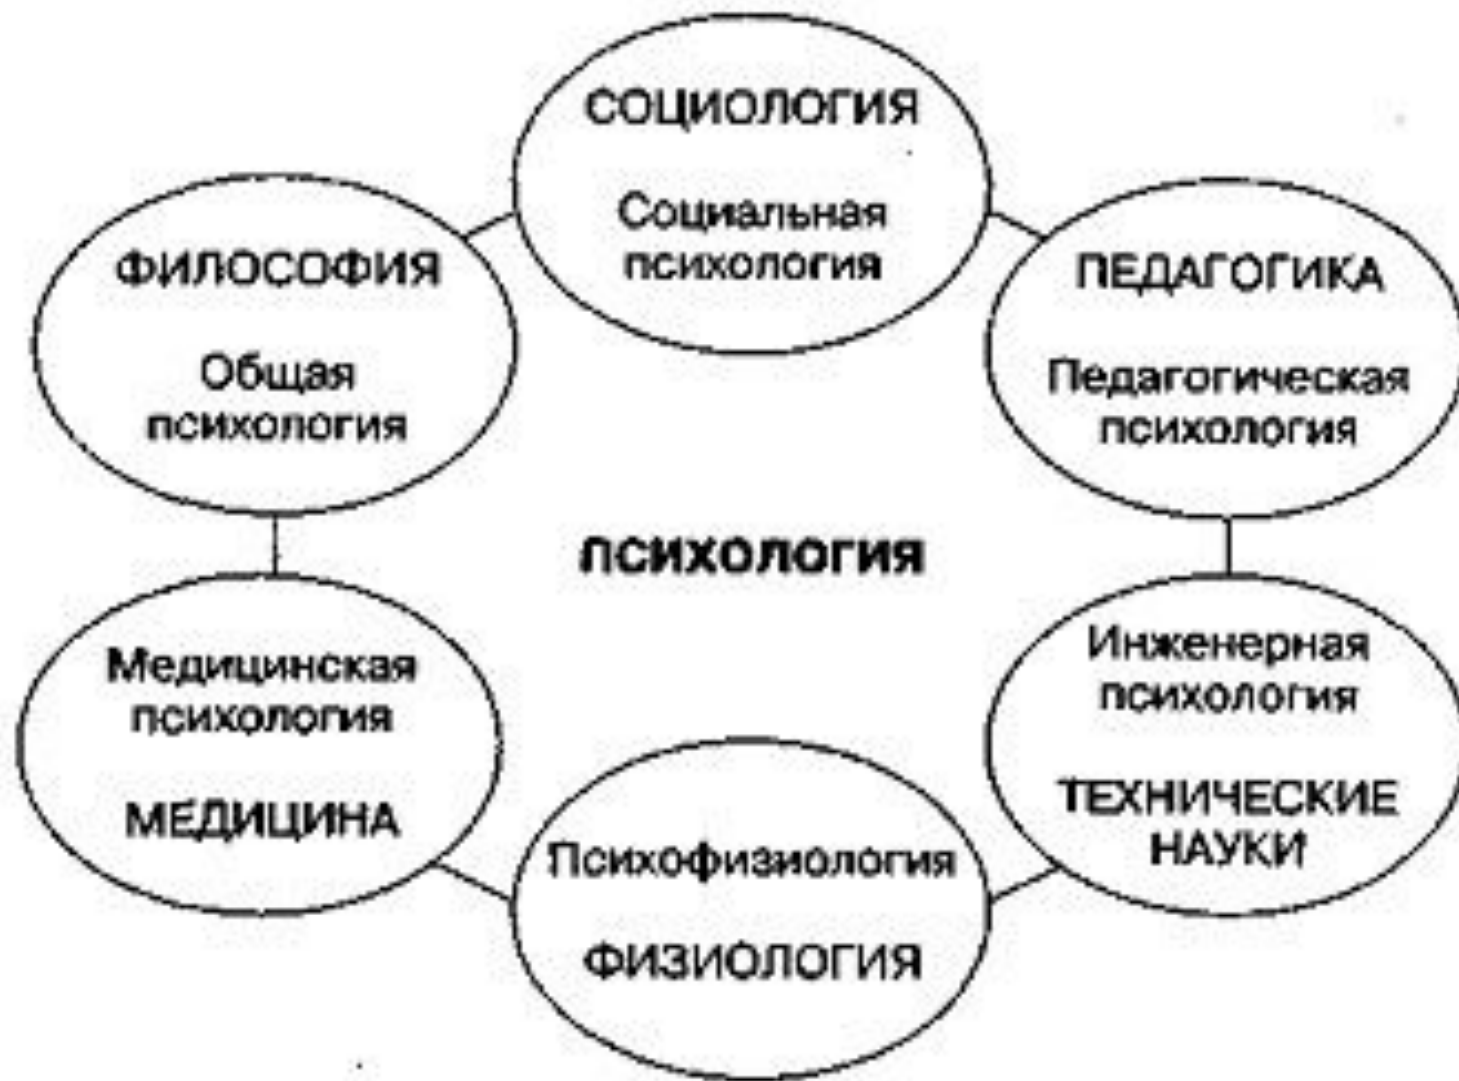 СОЦИОЛОГИЯ
Социальная
психология
ФИЛОСОФИЯ
Общая
психология
ПЕДАГОГИКА
Педагогическая
психология
ПСИХОЛОГИЯ
Медицинская
психология
МЕДИЦИНА
Инженерная
психология
ТЕХНИЧЕСКИЕ
НАУКИ
Психофизиология
ФИЗИОЛОГИЯ